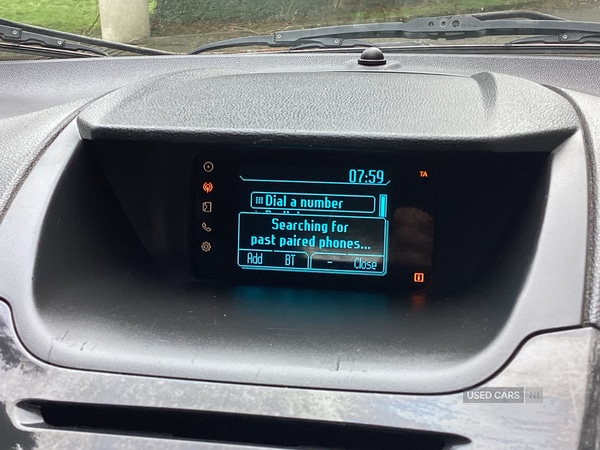 07:59
TA
Dial a number
Searching for
past paired phones...
Add BT - Close
USED CARS NI